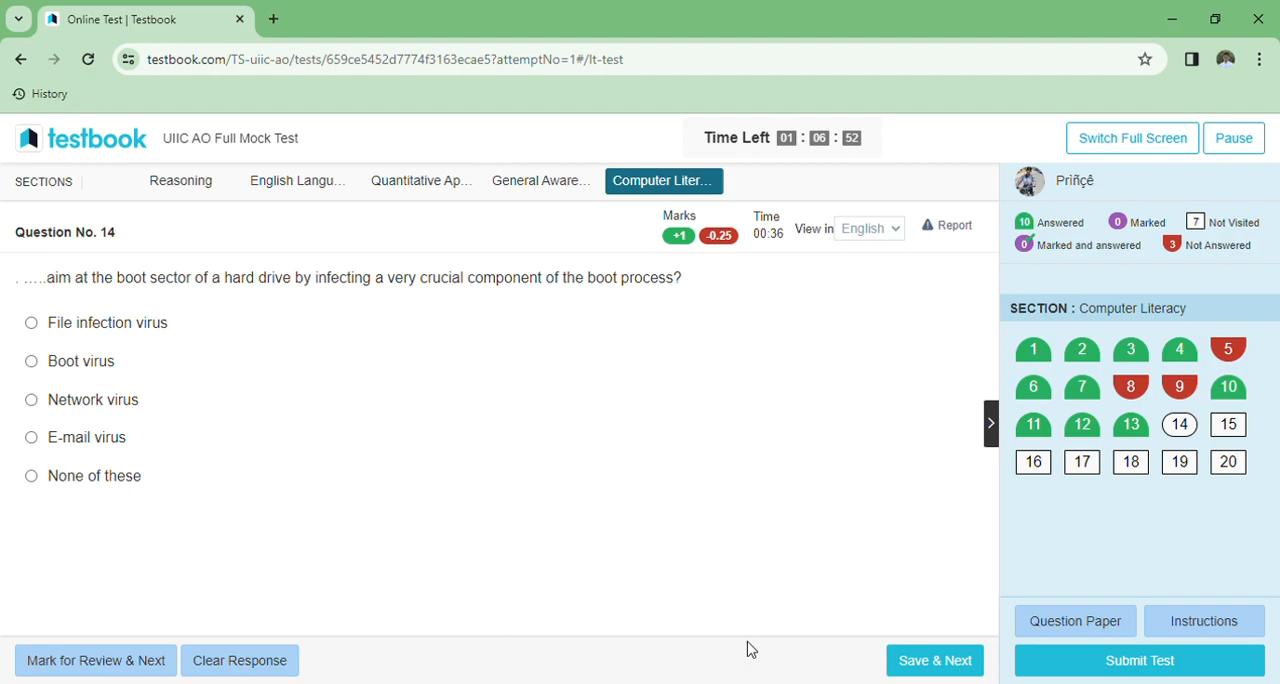 Online Test | Testbook
testbook.com/TS-uiic-ao/tests/659ce5452d7774f3163ecae5?attemptNo=1#/lt-test
History
testbook UIIC AO Full Mock Test Time Left 01 : 06 : 52 Switch Full Screen Pause
SECTIONS Reasoning English Langu... Quantitative Ap... General Aware... Computer Liter... Priñçê
Question No. 14 Marks +1 -0.25 Time 00:36 View in English Report
10 Answered 0 Marked 7 Not Visited
0 Marked and answered 3 Not Answered
. .....aim at the boot sector of a hard drive by infecting a very crucial component of the boot process?
File infection virus
Boot virus
Network virus
E-mail virus
None of these
SECTION : Computer Literacy
1 2 3 4 5
6 7 8 9 10
11 12 13 14 15
16 17 18 19 20
Question Paper Instructions
Mark for Review & Next Clear Response Save & Next Submit Test